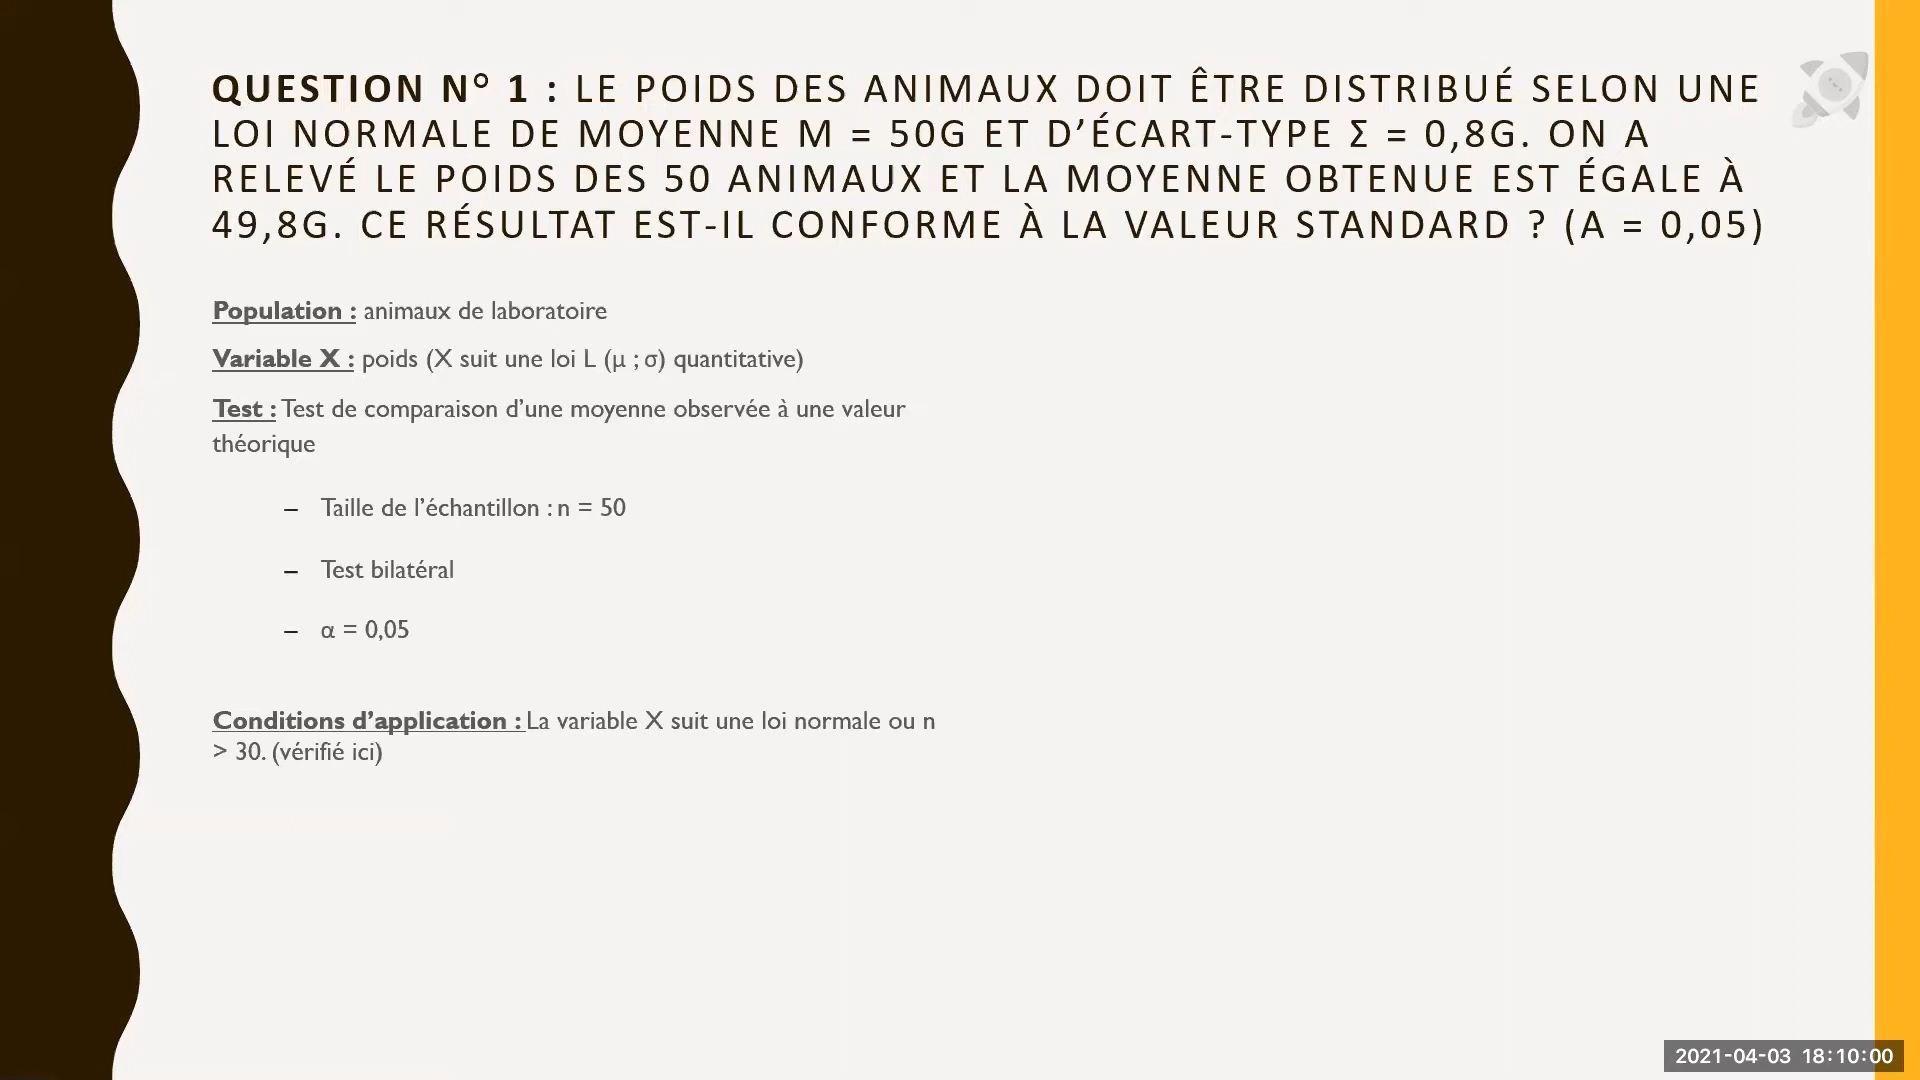 QUESTION N° 1 : LE POIDS DES ANIMAUX DOIT ÊTRE DISTRIBUÉ SELON UNE
LOI NORMALE DE MOYENNE M = 50G ET D’ÉCART-TYPE Σ = 0,8G. ON A
RELEVÉ LE POIDS DES 50 ANIMAUX ET LA MOYENNE OBTENUE EST ÉGALE À
49,8G. CE RÉSULTAT EST-IL CONFORME À LA VALEUR STANDARD ? (Α = 0,05)
Population : animaux de laboratoire
Variable X : poids (X suit une loi L (μ ; σ) quantitative)
Test : Test de comparaison d’une moyenne observée à une valeur
théorique
– Taille de l’échantillon : n = 50
– Test bilatéral
– α = 0,05
Conditions d’application : La variable X suit une loi normale ou n
> 30. (vérifié ici)
2021-04-03 18:10:00